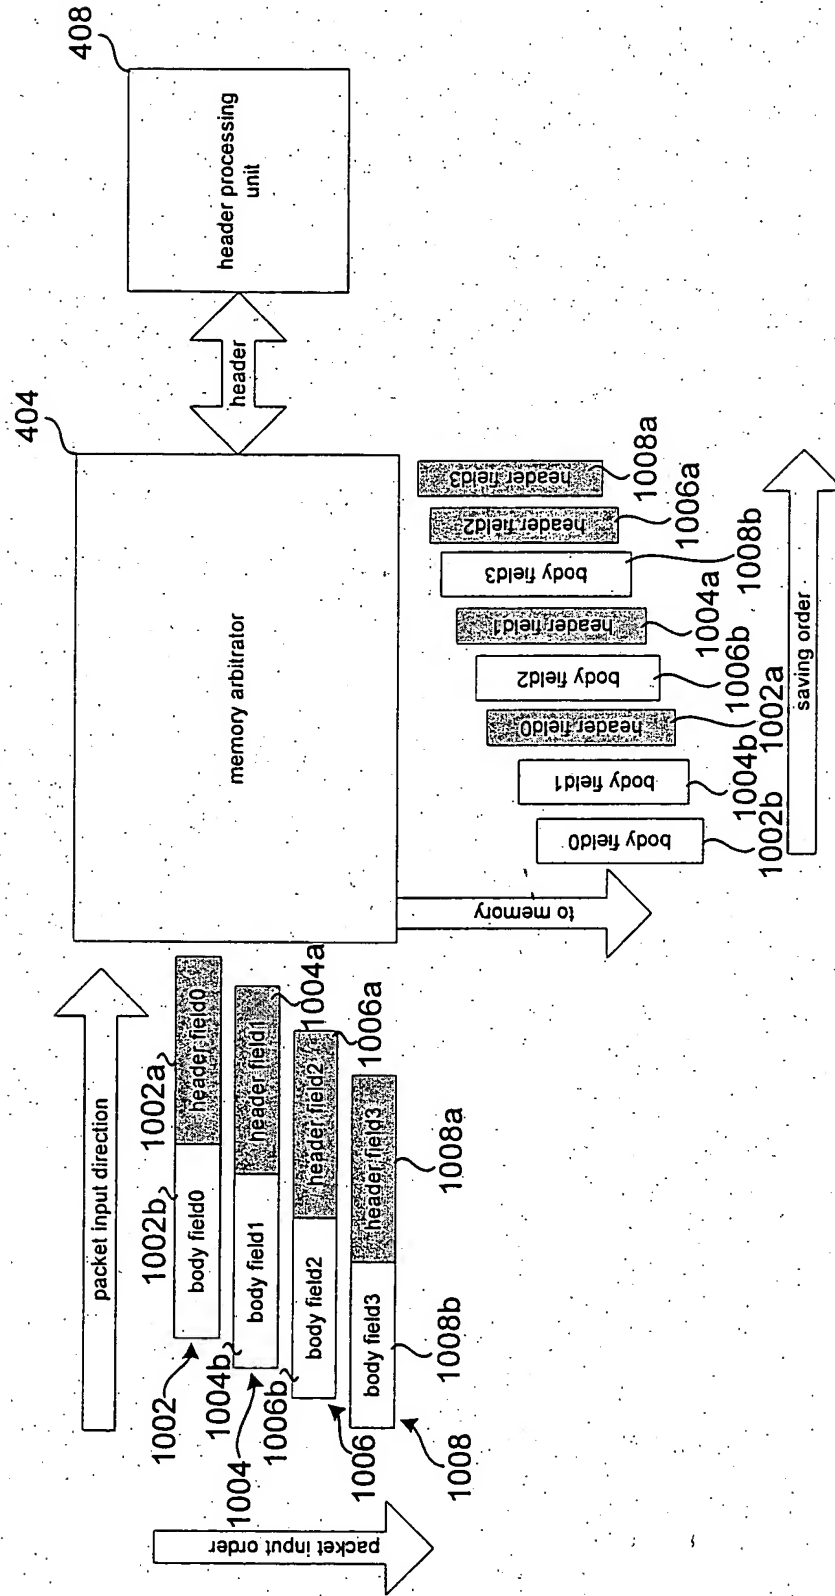 packet input order
packet input direction
1002
1002b
1002a
body field0
header field0
1004b
1004
body field1
header field1
1004a
1006b
1006
body field2
header field2
1006a
1008
body field3
header field3
1008b
1008a
404
memory arbitrator
header
408
header processing
unit
to memory
body field0
body field1
header field0
body field2
header field1
body field3
header field2
header field3
1002b
1004b
1002a
1006b
1004a
1008b
1006a
1008a
saving order